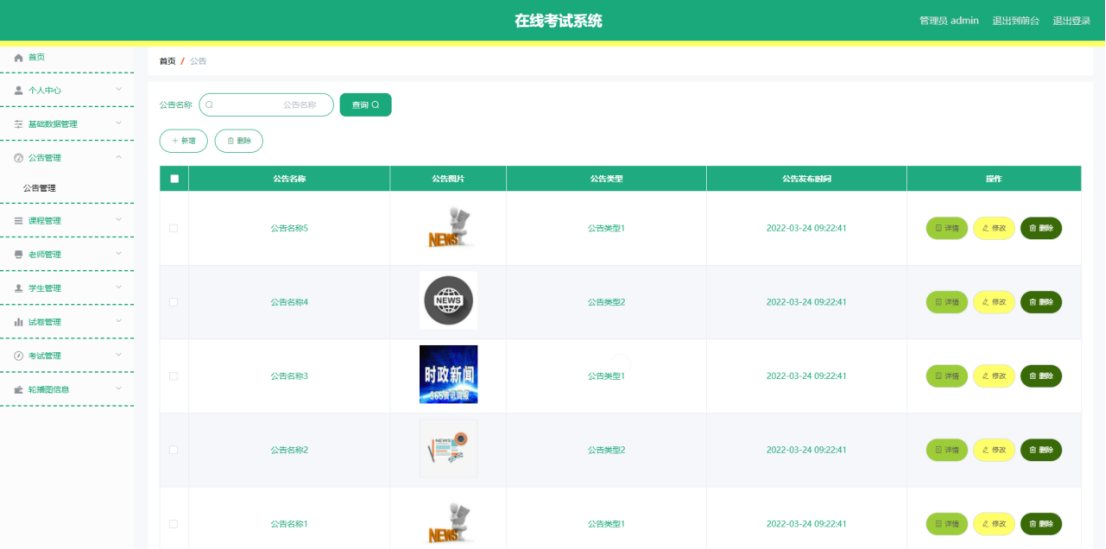 在线考试系统
管理员 admin 退出到前台 退出登录
首页
个人中心
基础数据管理
公告管理
公告管理
课程管理
老师管理
学生管理
试卷管理
考试管理
轮播图信息
首页 / 公告
公告名称 公告名称 查询
+ 新增 删除
公告名称 公告图片 公告类型 公告发布时间 操作
公告名称5 NEWS 公告类型1 2022-03-24 09:22:41 详情 修改 删除
公告名称4 NEWS 公告类型2 2022-03-24 09:22:41 详情 修改 删除
公告名称3 时政新闻 公告类型1 2022-03-24 09:22:41 详情 修改 删除
公告名称2 NEWS 公告类型2 2022-03-24 09:22:41 详情 修改 删除
公告名称1 NEWS 公告类型1 2022-03-24 09:22:41 详情 修改 删除